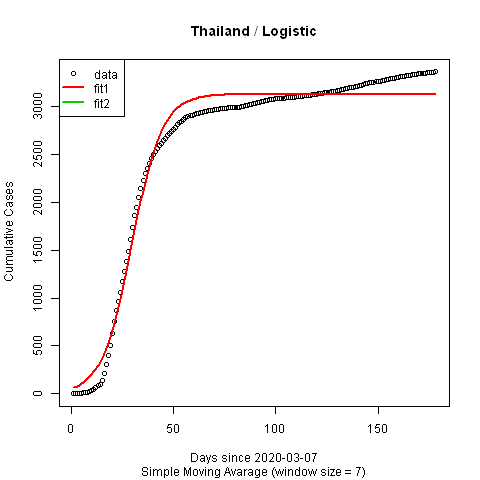 Thailand / Logistic
data
fit1
fit2
Cumulative Cases
3000
2500
2000
1500
1000
500
0
0 50 100 150
Days since 2020-03-07
Simple Moving Avarage (window size = 7)